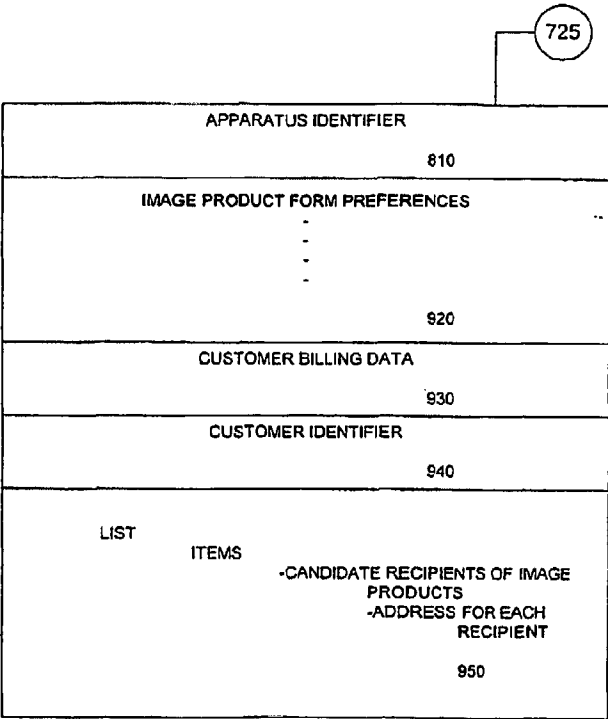 725
APPARATUS IDENTIFIER
810
IMAGE PRODUCT FORM PREFERENCES
-
-
-
-
920
CUSTOMER BILLING DATA
930
CUSTOMER IDENTIFIER
940
LIST
ITEMS
-CANDIDATE RECIPIENTS OF IMAGE
PRODUCTS
-ADDRESS FOR EACH
RECIPIENT
950